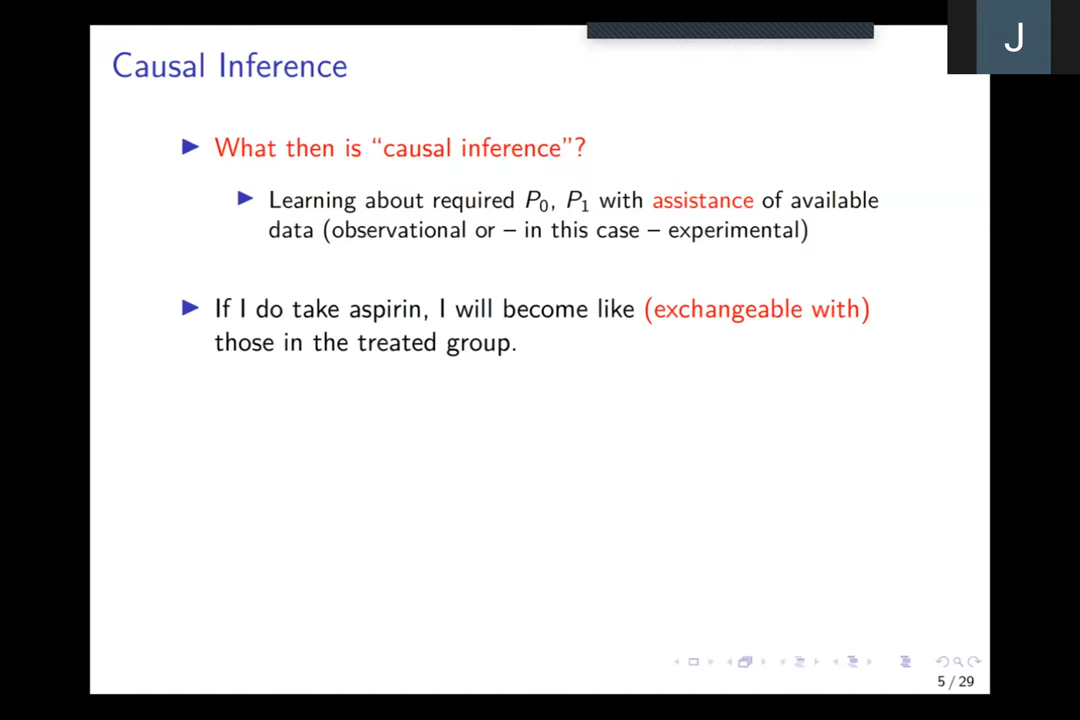 J
Causal Inference
▶ What then is “causal inference”?
▶ Learning about required P₀, P₁ with assistance of available
data (observational or – in this case – experimental)
▶ If I do take aspirin, I will become like (exchangeable with)
those in the treated group.
5 / 29